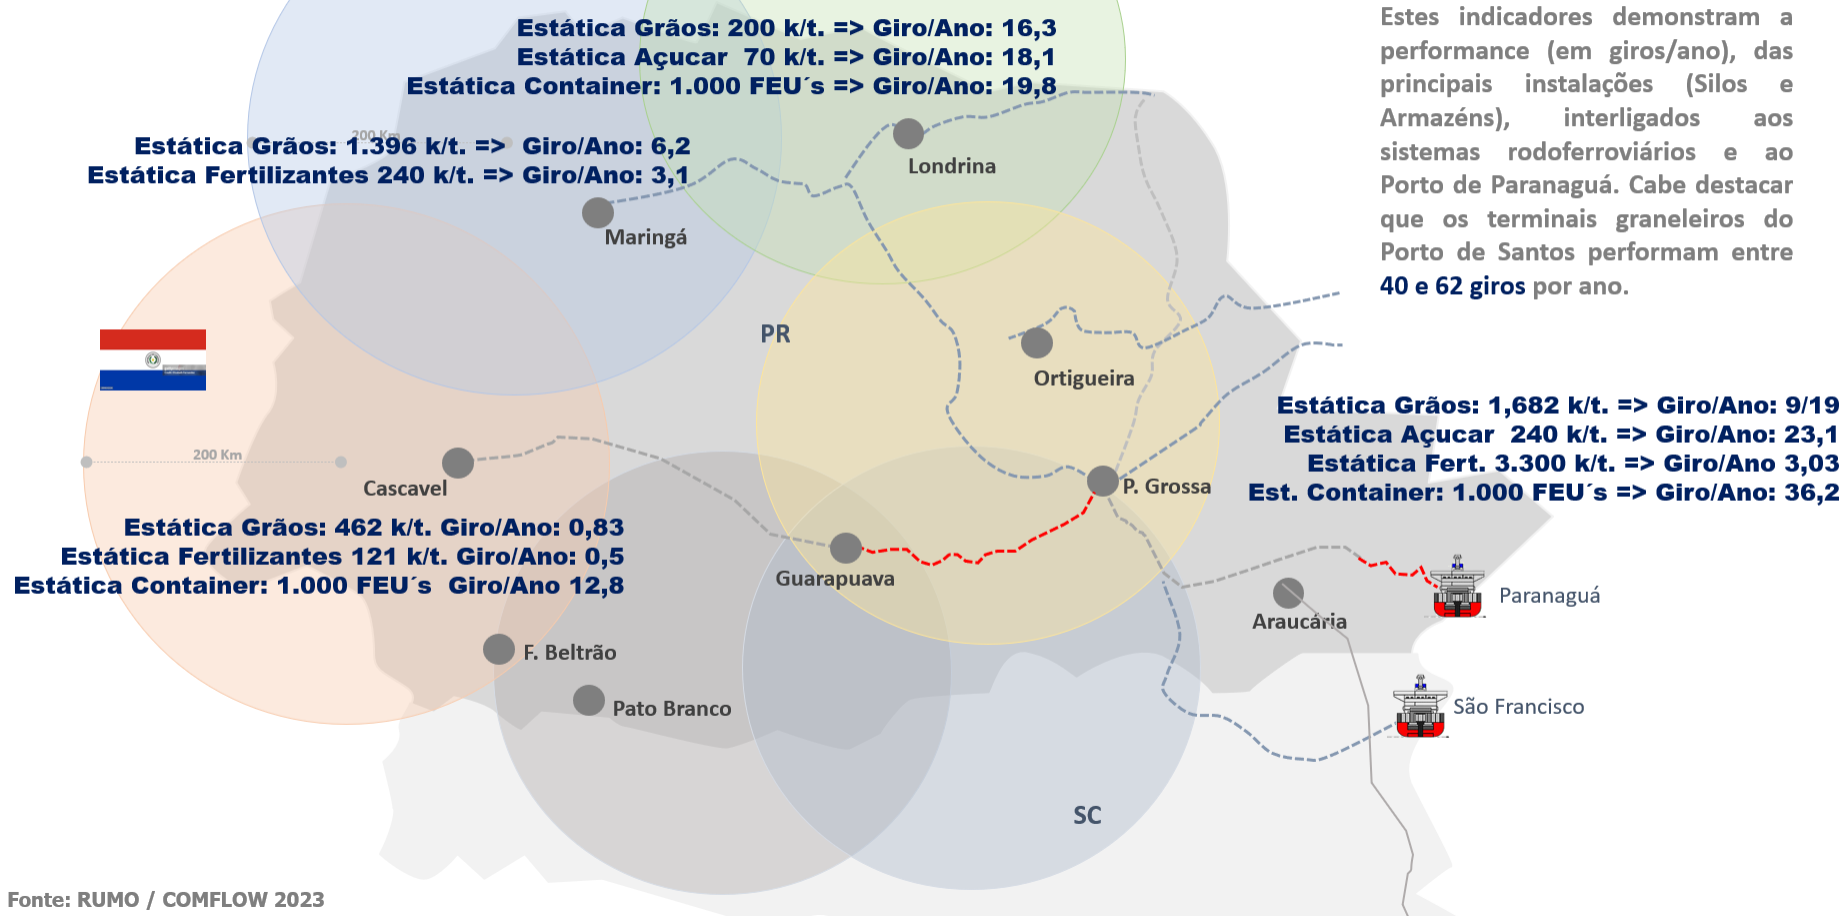 Estática Grãos: 200 k/t. => Giro/Ano: 16,3
Estática Açucar  70 k/t. => Giro/Ano: 18,1
Estática Container: 1.000 FEU´s => Giro/Ano: 19,8
Estes indicadores demonstram a
performance (em giros/ano), das
principais instalações (Silos e
Armazéns), interligados aos
sistemas rodoferroviários e ao
Porto de Paranaguá. Cabe destacar
que os terminais graneleiros do
Porto de Santos performam entre
40 e 62 giros por ano.
200 Km
Estática Grãos: 1.396 k/t. =>  Giro/Ano: 6,2
Estática Fertilizantes 240 k/t. => Giro/Ano: 3,1
Londrina
Maringá
PR
Ortigueira
Estática Grãos: 1,682 k/t. => Giro/Ano: 9/19
Estática Açucar  240 k/t. => Giro/Ano: 23,1
Estática Fert. 3.300 k/t. => Giro/Ano 3,03
Est. Container: 1.000 FEU´s => Giro/Ano: 36,2
200 Km
Cascavel
P. Grossa
Estática Grãos: 462 k/t. Giro/Ano: 0,83
Estática Fertilizantes 121 k/t. Giro/Ano: 0,5
Estática Container: 1.000 FEU´s  Giro/Ano 12,8
Guarapuava
Araucária
Paranaguá
F. Beltrão
Pato Branco
São Francisco
SC
Fonte: RUMO / COMFLOW 2023